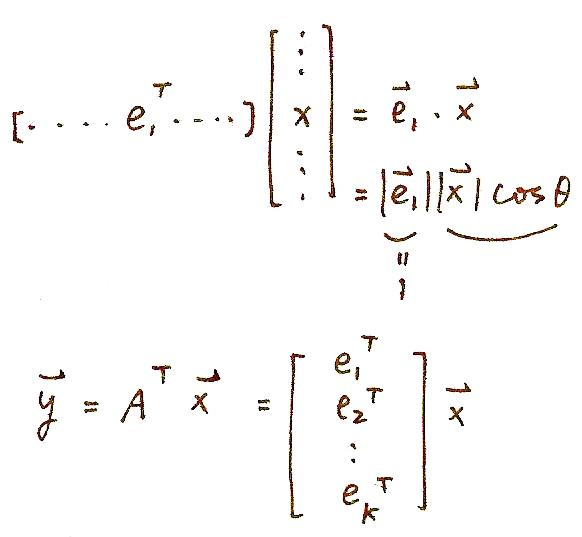 [. . . . e₁ᵀ . . . .] [⋮ x ⋮] = e⃗₁ . x⃗
= |e⃗₁||x⃗| cos θ
"
1
y⃗ = Aᵀ x⃗ = [e₁ᵀ e₂ᵀ ⋮ eₖᵀ] x⃗